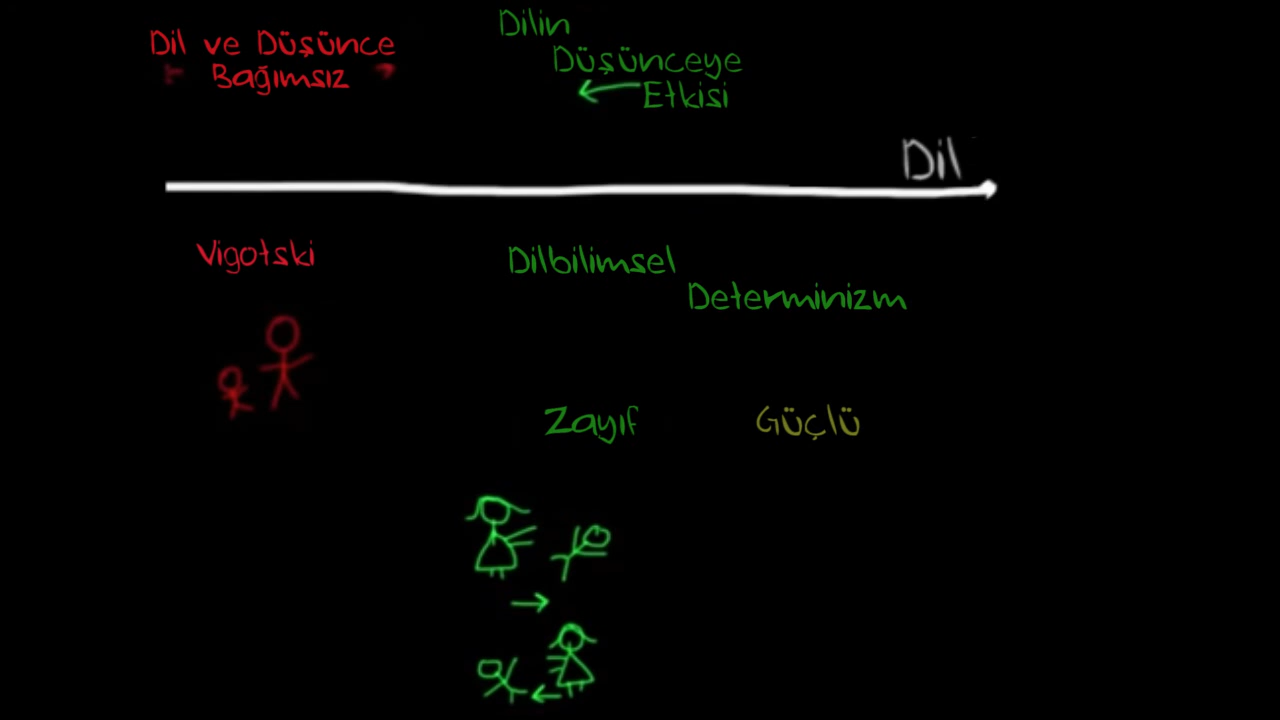 Dil ve Düşünce
Bağımsız
Dilin
Düşünceye
Etkisi
Dil
Vigotski
Dilbilimsel
Determinizm
Zayıf
Güçlü